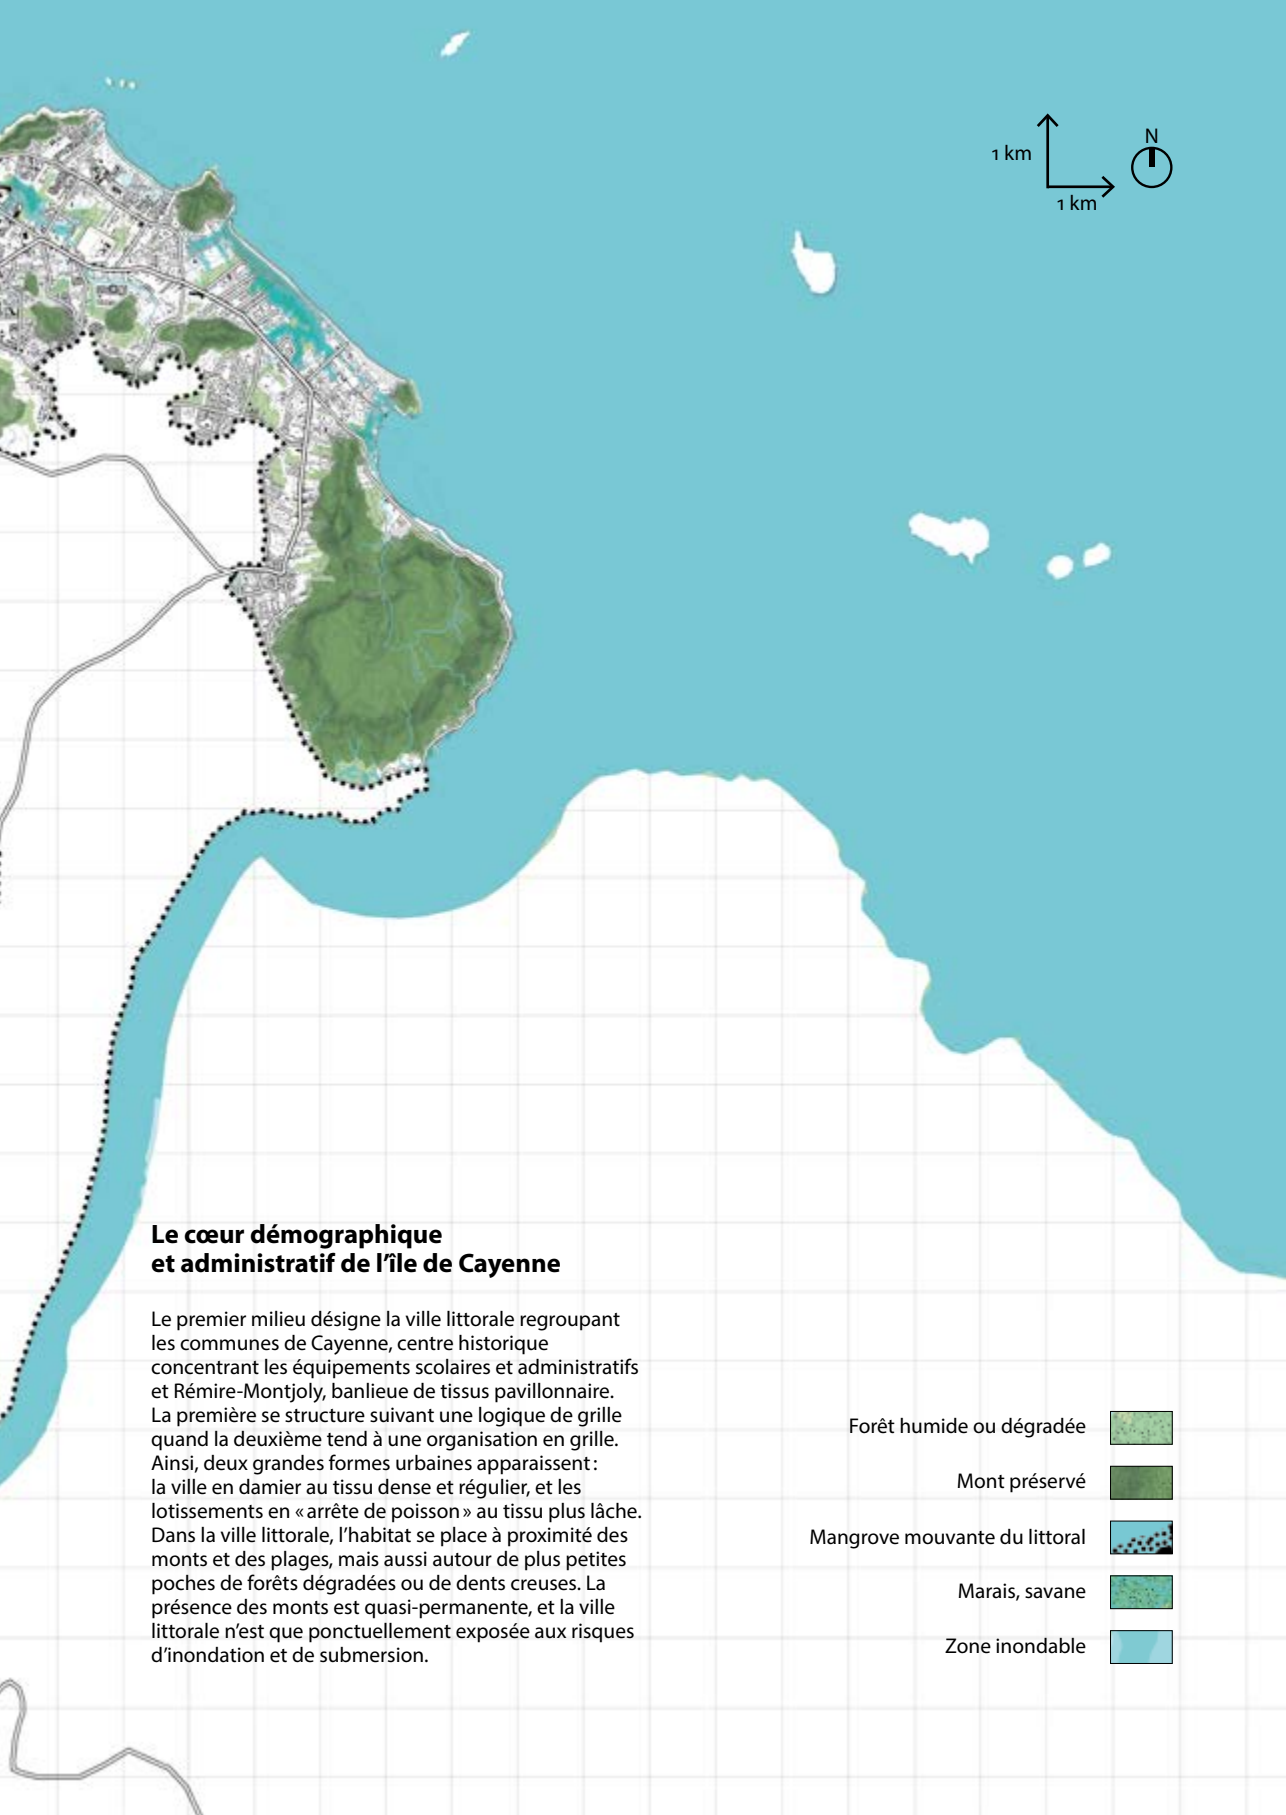 N
1 km
1 km
Le cœur démographique
et administratif de l’île de Cayenne
Le premier milieu désigne la ville littorale regroupant
les communes de Cayenne, centre historique
concentrant les équipements scolaires et administratifs
et Rémire-Montjoly, banlieue de tissus pavillonnaire.
La première se structure suivant une logique de grille
quand la deuxième tend à une organisation en grille.
Ainsi, deux grandes formes urbaines apparaissent :
la ville en damier au tissu dense et régulier, et les
lotissements en « arrête de poisson » au tissu plus lâche.
Dans la ville littorale, l’habitat se place à proximité des
monts et des plages, mais aussi autour de plus petites
poches de forêts dégradées ou de dents creuses. La
présence des monts est quasi-permanente, et la ville
littorale n’est que ponctuellement exposée aux risques
d’inondation et de submersion.
Forêt humide ou dégradée
Mont préservé
Mangrove mouvante du littoral
Marais, savane
Zone inondable